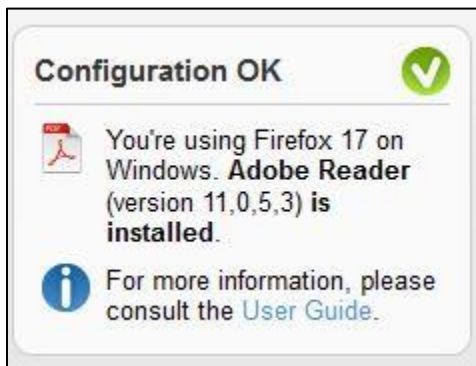 Configuration OK
PDF
You're using Firefox 17 on
Windows. Adobe Reader
(version 11,0,5,3) is
installed.
For more information, please
consult the User Guide.